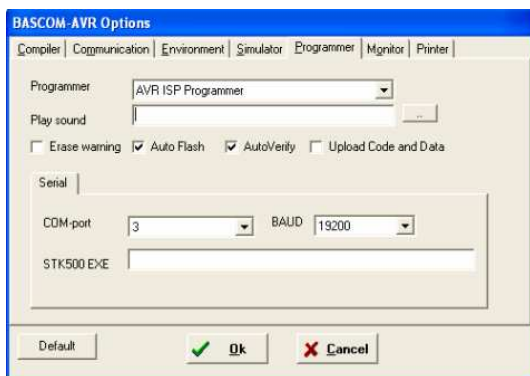 BASCOM-AVR Options
Compiler Communication Environment Simulator Programmer Monitor Printer
Programmer AVR ISP Programmer
Play sound ..
Erase warning Auto Flash AutoVerify Upload Code and Data
Serial
COM-port 3 BAUD 19200
STK500 EXE
Default Ok Cancel